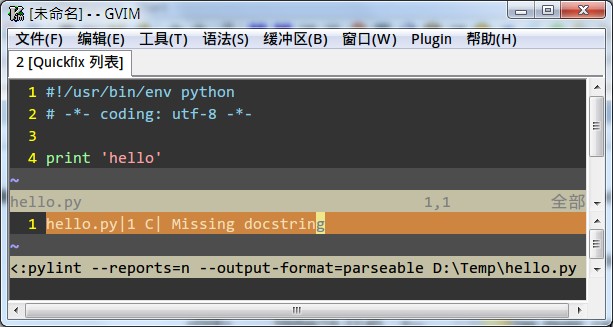 [未命名] - - GVIM
文件(F) 编辑(E) 工具(T) 语法(S) 缓冲区(B) 窗口(W) Plugin 帮助(H)
2 [Quickfix 列表]
1 #!/usr/bin/env python
2 # -*- coding: utf-8 -*-
3
4 print 'hello'
~
hello.py 1,1 全部
1 hello.py|1 C| Missing docstring
~
<:pylint --reports=n --output-format=parseable D:\Temp\hello.py